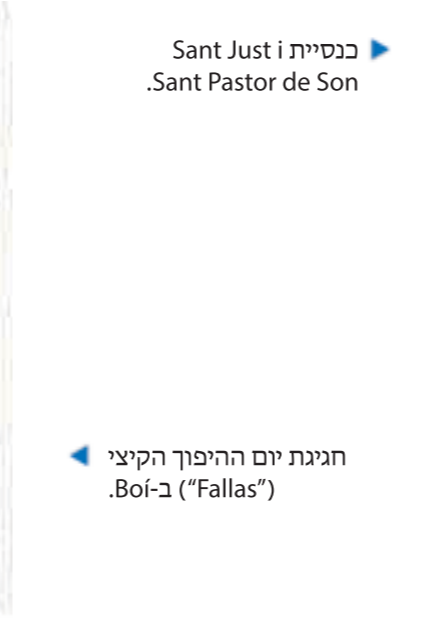 כנסיית Sant Just i
Sant Pastor de Son.
חגיגת יום ההיפוך הקיצי
("Fallas") ב-Boí.